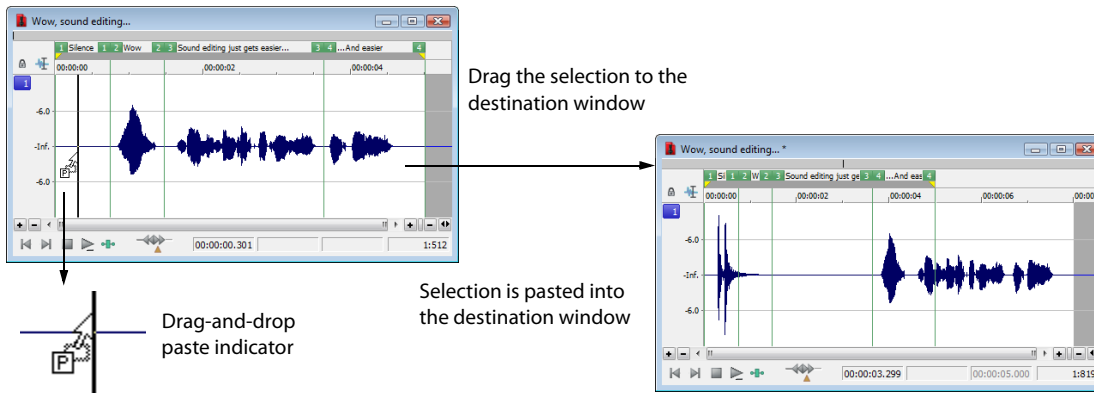 Wow, sound editing...
1 Silence 1 2 Wow 2 3 Sound editing just gets easier... 3 4 ...And easier 4
00:00:00 ,00:00:02 ,00:00:04
1
-6.0
-Inf.
P
-6.0
00:00:00.301 1:512
Drag the selection to the
destination window
Wow, sound editing... *
1 Si 1 2 W 2 3 Sound editing just ge 3 4 ...And eas 4
00:00:00 ,00:00:02 ,00:00:04 ,00:00:06 ,00:00
1
-6.0
-Inf.
-6.0
00:00:03.299 00:00:05.000 1:819
Selection is pasted into
the destination window
P
Drag-and-drop
paste indicator